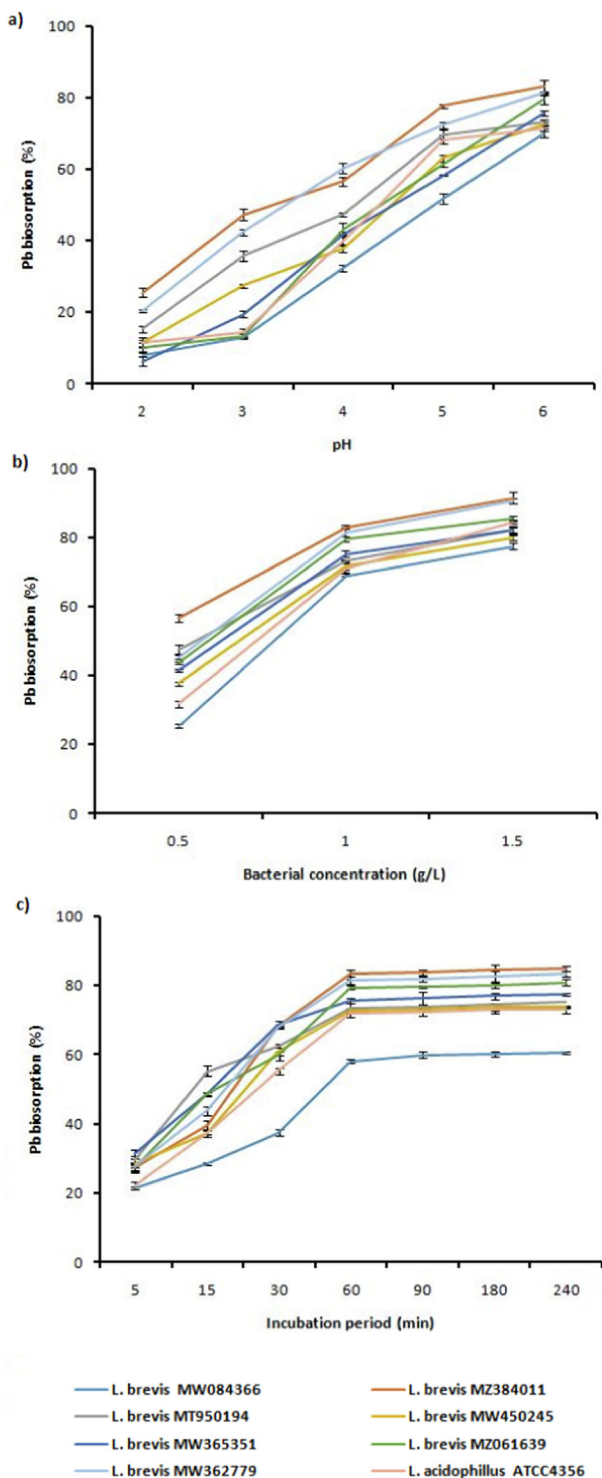 a)
100
80
60
40
20
0
Pb biosorption (%)
2 3 4 5 6
pH
b)
100
80
60
40
20
0
Pb biosorption (%)
0.5 1 1.5
Bacterial concentration (g/L)
c)
100
80
60
40
20
0
Pb biosorption (%)
5 15 30 60 90 180 240
Incubation period (min)
L. brevis MW084366 L. brevis MZ384011
L. brevis MT950194 L. brevis MW450245
L. brevis MW365351 L. brevis MZ061639
L. brevis MW362779 L. acidophillus ATCC4356